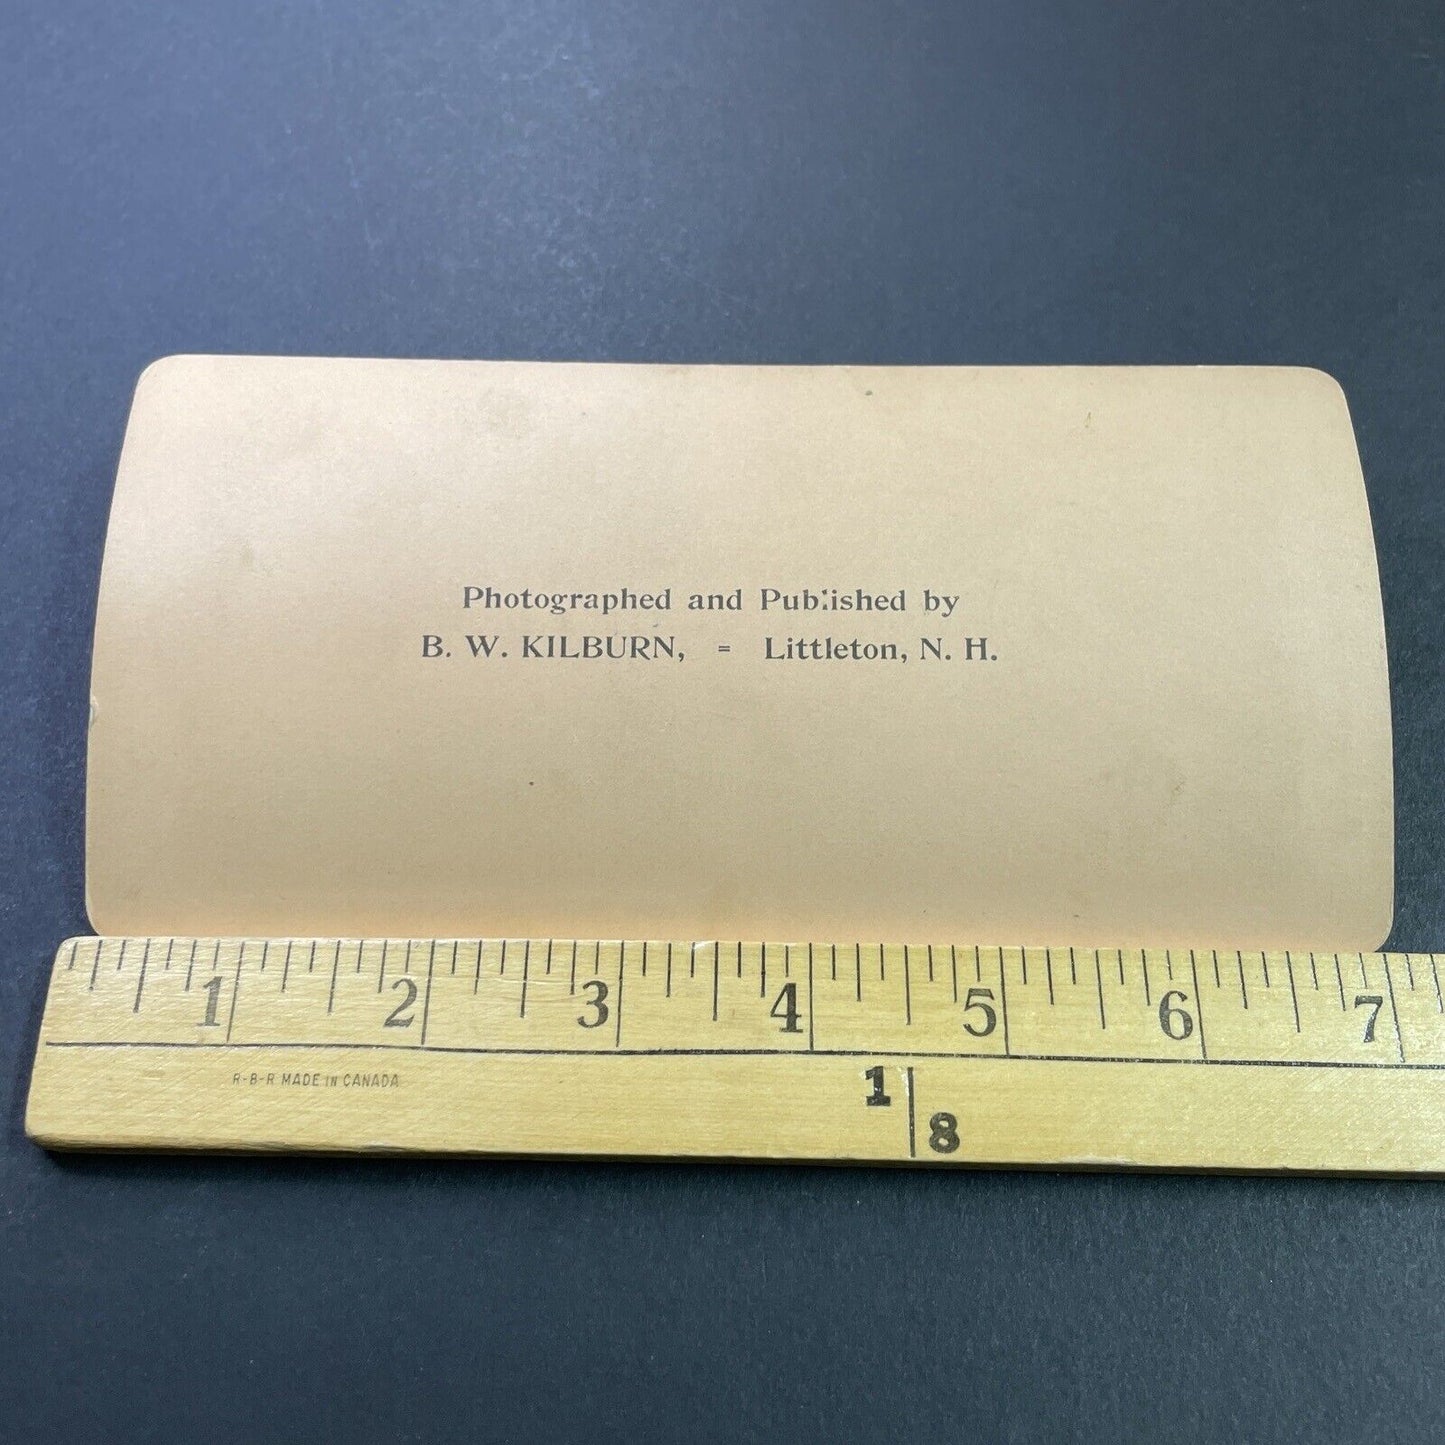 Photographed and Published by
B. W. KILBURN, = Littleton, N. H.
1 2 3 4 5 6 7
R-B-R MADE IN CANADA
1 8